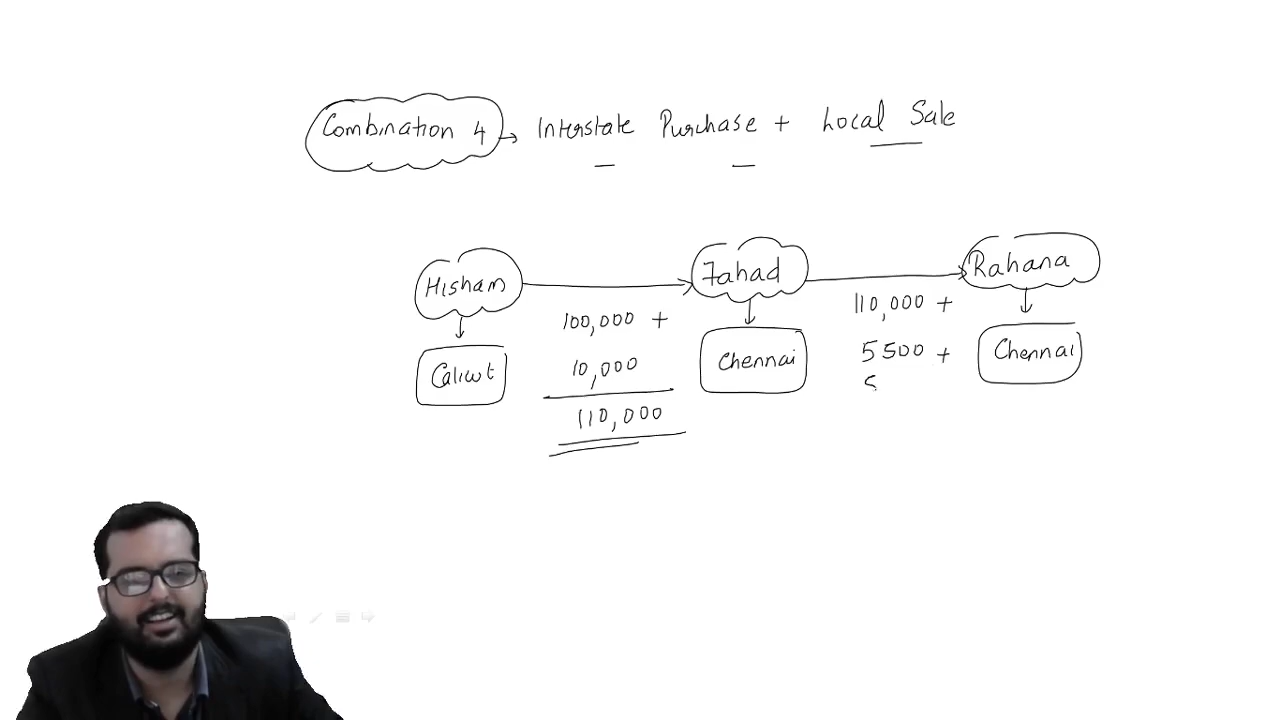 Combination 4 → Interstate Purchase + Local Sale
Hisham
Fahad
Rahana
100,000 +
10,000
110,000
110,000 +
5500 +
5
Calicut
Chennai
Chennai